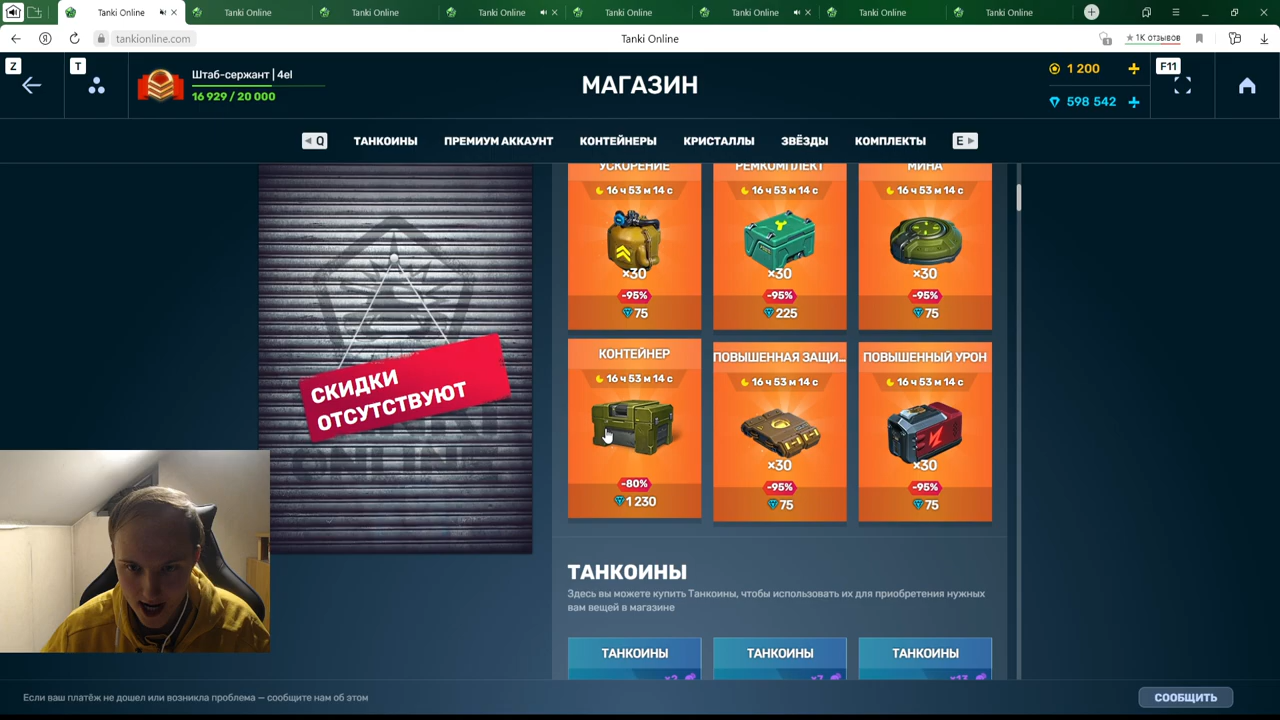 Tanki Online
Tanki Online
Tanki Online
Tanki Online
Tanki Online
Tanki Online
Tanki Online
Tanki Online
tankionline.com
Tanki Online
1K отзывов
Z
T
Штаб-сержант | 4el
16 929 / 20 000
МАГАЗИН
1 200
598 542
F11
Q
ТАНКОИНЫ
ПРЕМИУМ АККАУНТ
КОНТЕЙНЕРЫ
КРИСТАЛЛЫ
ЗВЁЗДЫ
КОМПЛЕКТЫ
E
УСКОРЕНИЕ
РЕМКОМПЛЕКТ
МИНА
16 ч 53 м 14 с
16 ч 53 м 14 с
16 ч 53 м 14 с
×30
×30
×30
-95%
-95%
-95%
75
225
75
СКИДКИ
ОТСУТСТВУЮТ
КОНТЕЙНЕР
ПОВЫШЕННАЯ ЗАЩИ...
ПОВЫШЕННЫЙ УРОН
16 ч 53 м 14 с
16 ч 53 м 14 с
16 ч 53 м 14 с
×30
×30
-80%
-95%
-95%
1 230
75
75
ТАНКОИНЫ
Здесь вы можете купить Танкоины, чтобы использовать их для приобретения нужных
вам вещей в магазине
ТАНКОИНЫ
ТАНКОИНЫ
ТАНКОИНЫ
Если ваш платёж не дошел или возникла проблема — сообщите нам об этом
СООБЩИТЬ